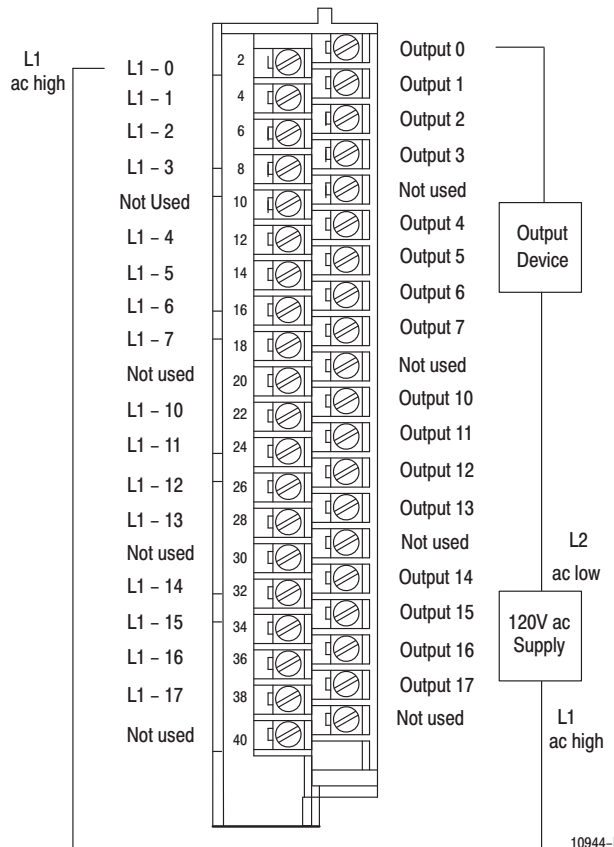 L1
ac high
L1 – 0
2
Output 0
L1 – 1
4
Output 1
L1 – 2
6
Output 2
L1 – 3
8
Output 3
Not Used
10
Not used
L1 – 4
12
Output 4
L1 – 5
14
Output 5
L1 – 6
16
Output 6
L1 – 7
18
Output 7
Not used
20
Not used
L1 – 10
22
Output 10
L1 – 11
24
Output 11
L1 – 12
26
Output 12
L1 – 13
28
Output 13
Not used
30
Not used
L1 – 14
32
Output 14
L1 – 15
34
Output 15
L1 – 16
36
Output 16
L1 – 17
38
Output 17
Not used
40
Not used
Output
Device
L2
ac low
120V ac
Supply
L1
ac high